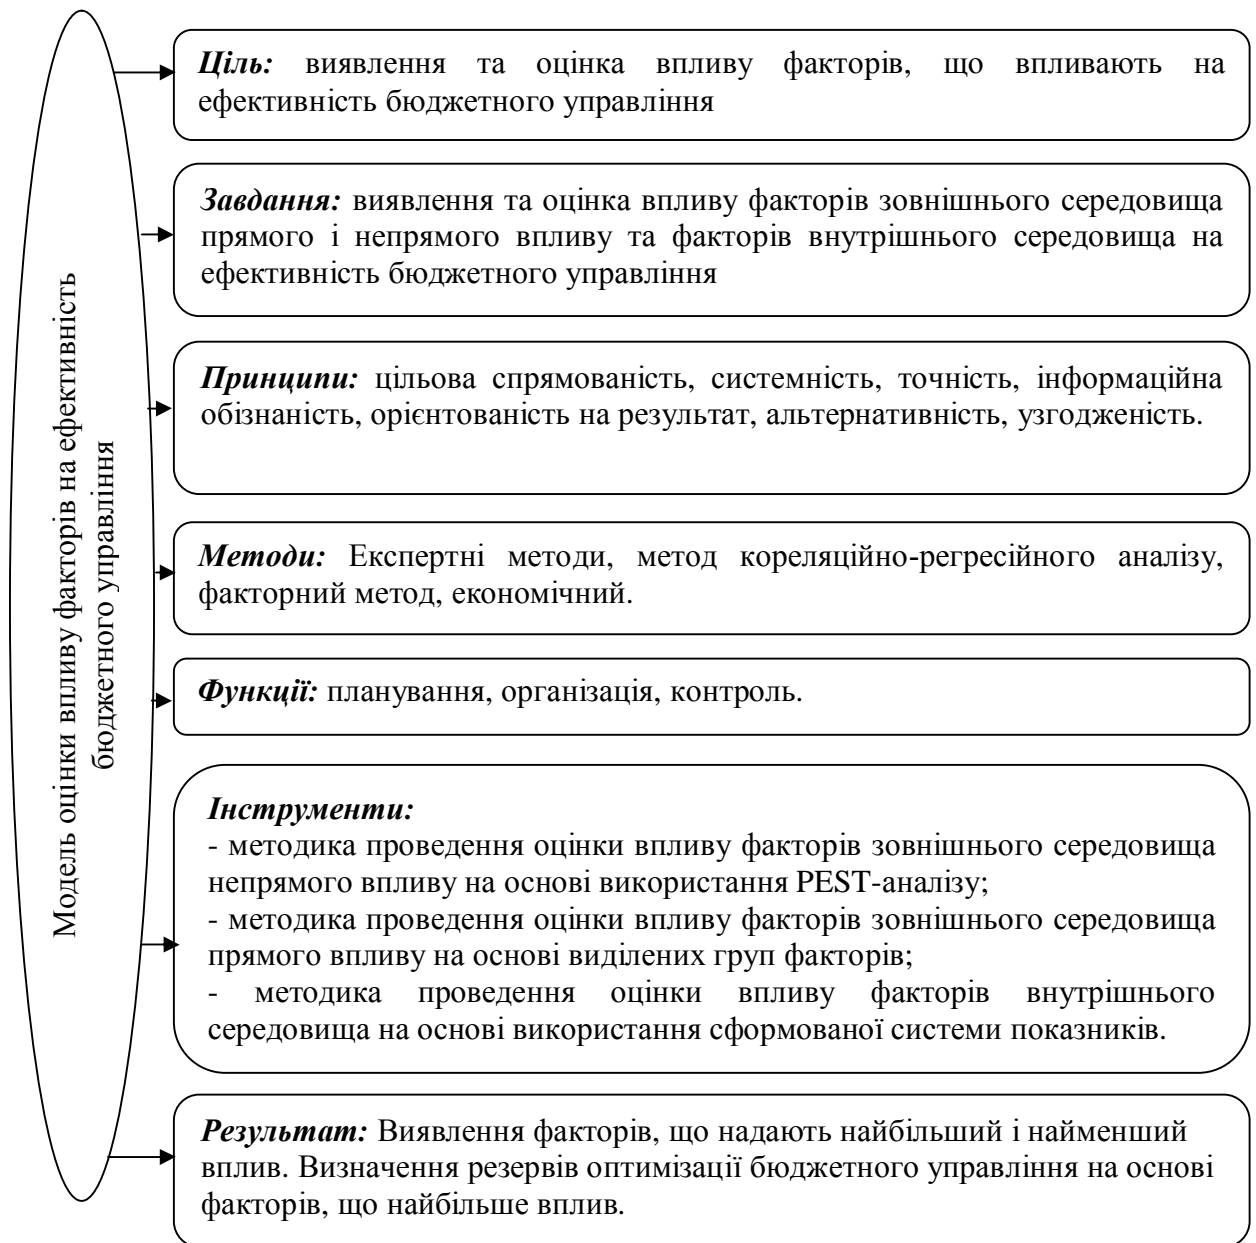 Модель оцінки впливу факторів на ефективність
бюджетного управління
Ціль: виявлення та оцінка впливу факторів, що впливають на
ефективність бюджетного управління
Завдання: виявлення та оцінка впливу факторів зовнішнього середовища
прямого і непрямого впливу та факторів внутрішнього середовища на
ефективність бюджетного управління
Принципи: цільова спрямованість, системність, точність, інформаційна
обізнаність, орієнтованість на результат, альтернативність, узгодженість.
Методи: Експертні методи, метод кореляційно-регресійного аналізу,
факторний метод, економічний.
Функції: планування, організація, контроль.
Інструменти:
- методика проведення оцінки впливу факторів зовнішнього середовища
непрямого впливу на основі використання PEST-аналізу;
- методика проведення оцінки впливу факторів зовнішнього середовища
прямого впливу на основі виділених груп факторів;
- методика проведення оцінки впливу факторів внутрішнього
середовища на основі використання сформованої системи показників.
Результат: Виявлення факторів, що надають найбільший і найменший
вплив. Визначення резервів оптимізації бюджетного управління на основі
факторів, що найбільше вплив.